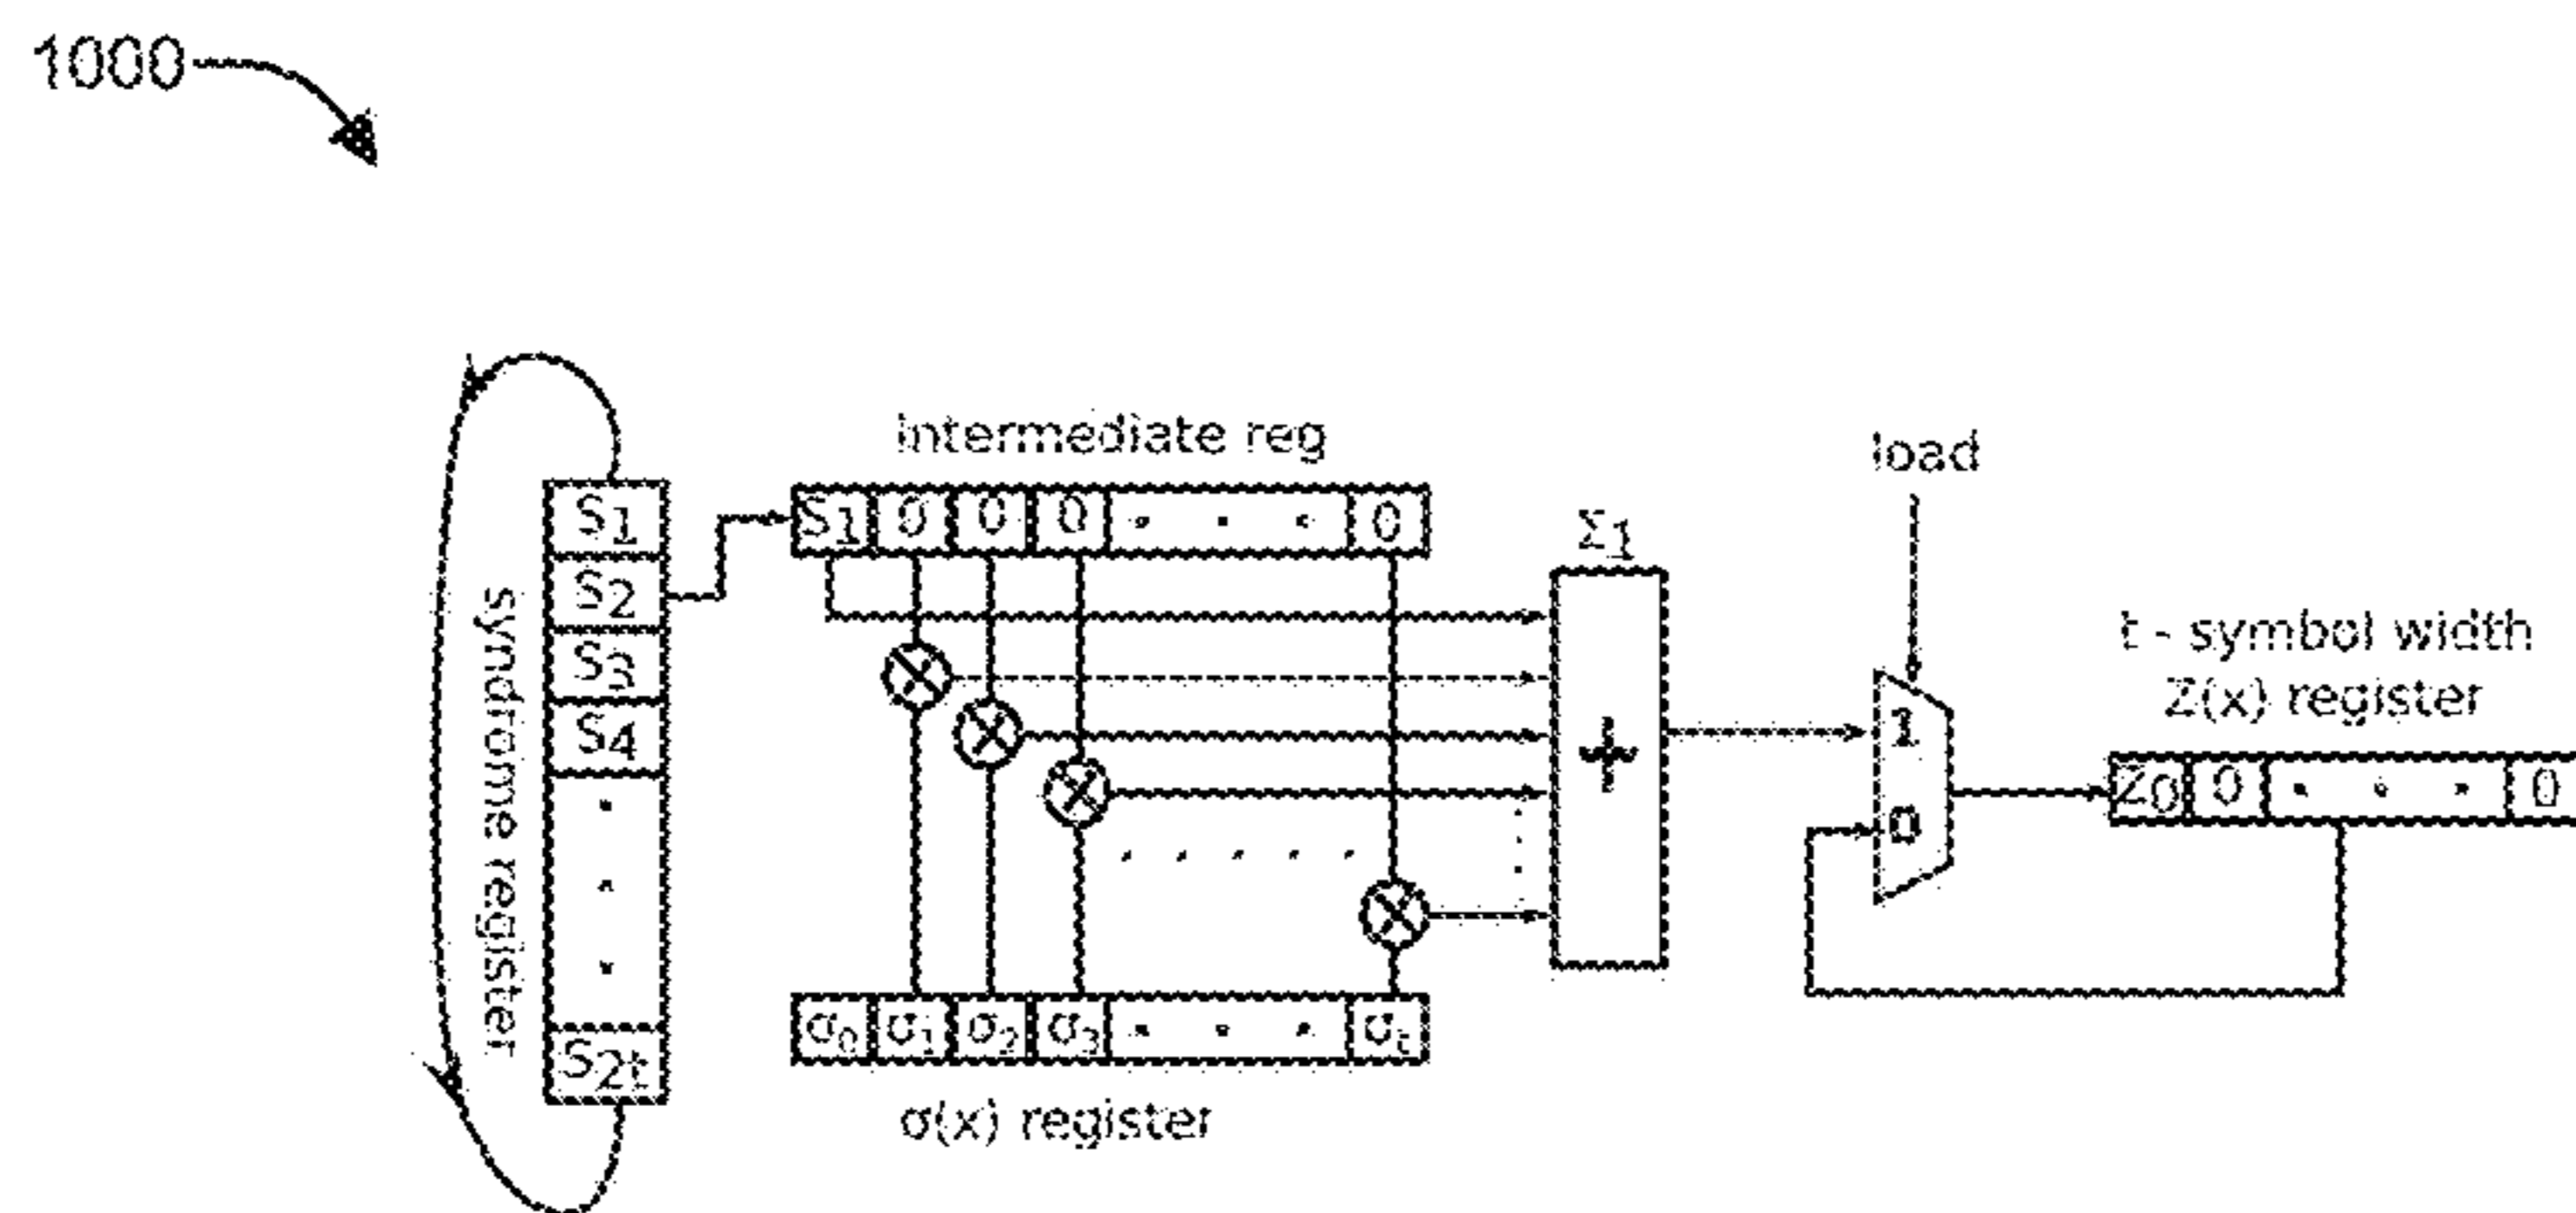 1000
intermediate reg
load
S1
S2
S3
S4
S2t
syndrome register
S1 0 0 0 . . . 0
Σ1
+
1
0
t - symbol width
Z(x) register
Z0 0 . . . 0
σ0 σ1 σ2 σ3 . . . σt
σ(x) register